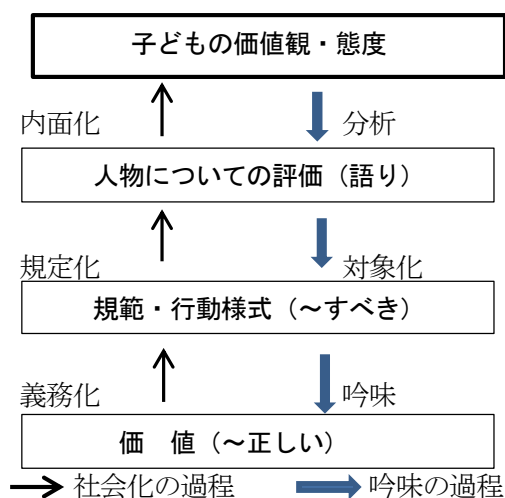 子どもの価値観・態度
内面化 分析
人物についての評価（語り）
規定化 対象化
規範・行動様式（～すべき）
義務化 吟味
価　値（～正しい）
社会化の過程 吟味の過程